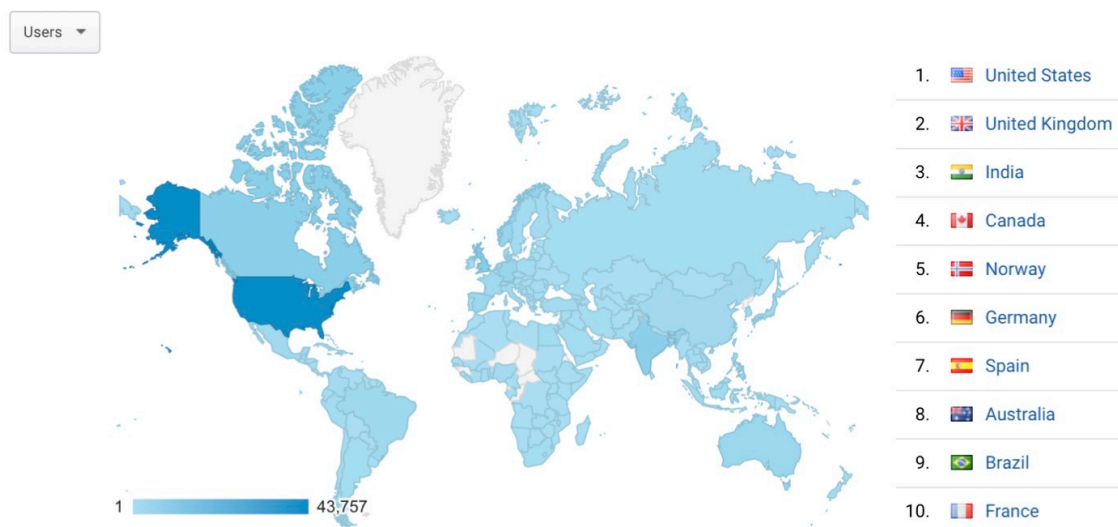 Users
1. United States
2. United Kingdom
3. India
4. Canada
5. Norway
6. Germany
7. Spain
8. Australia
9. Brazil
10. France
1 43,757